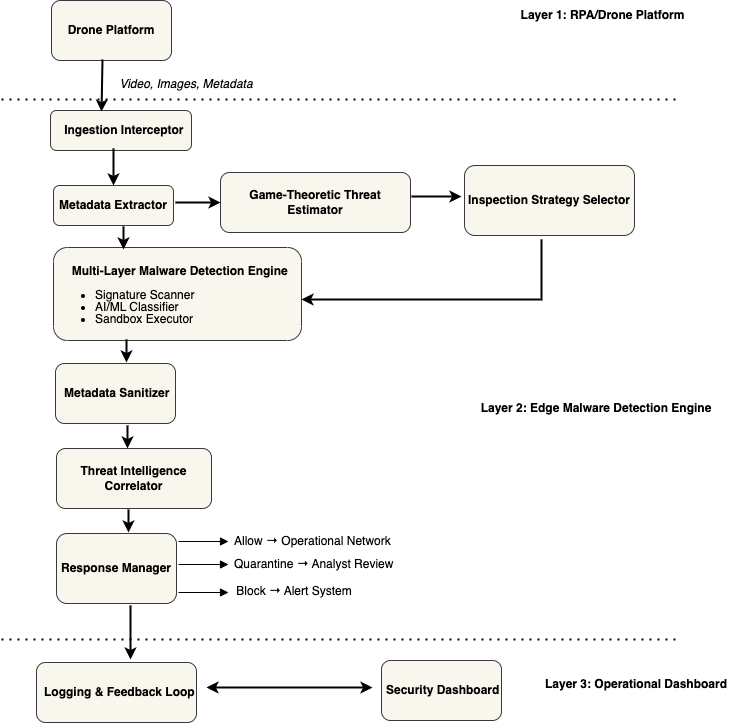 Drone Platform
Layer 1: RPA/Drone Platform
Video, Images, Metadata
Ingestion Interceptor
Metadata Extractor
Game-Theoretic Threat
Estimator
Inspection Strategy Selector
Multi-Layer Malware Detection Engine
• Signature Scanner
• AI/ML Classifier
• Sandbox Executor
Metadata Sanitizer
Layer 2: Edge Malware Detection Engine
Threat Intelligence
Correlator
Response Manager
Allow → Operational Network
Quarantine → Analyst Review
Block → Alert System
Logging & Feedback Loop
Security Dashboard
Layer 3: Operational Dashboard